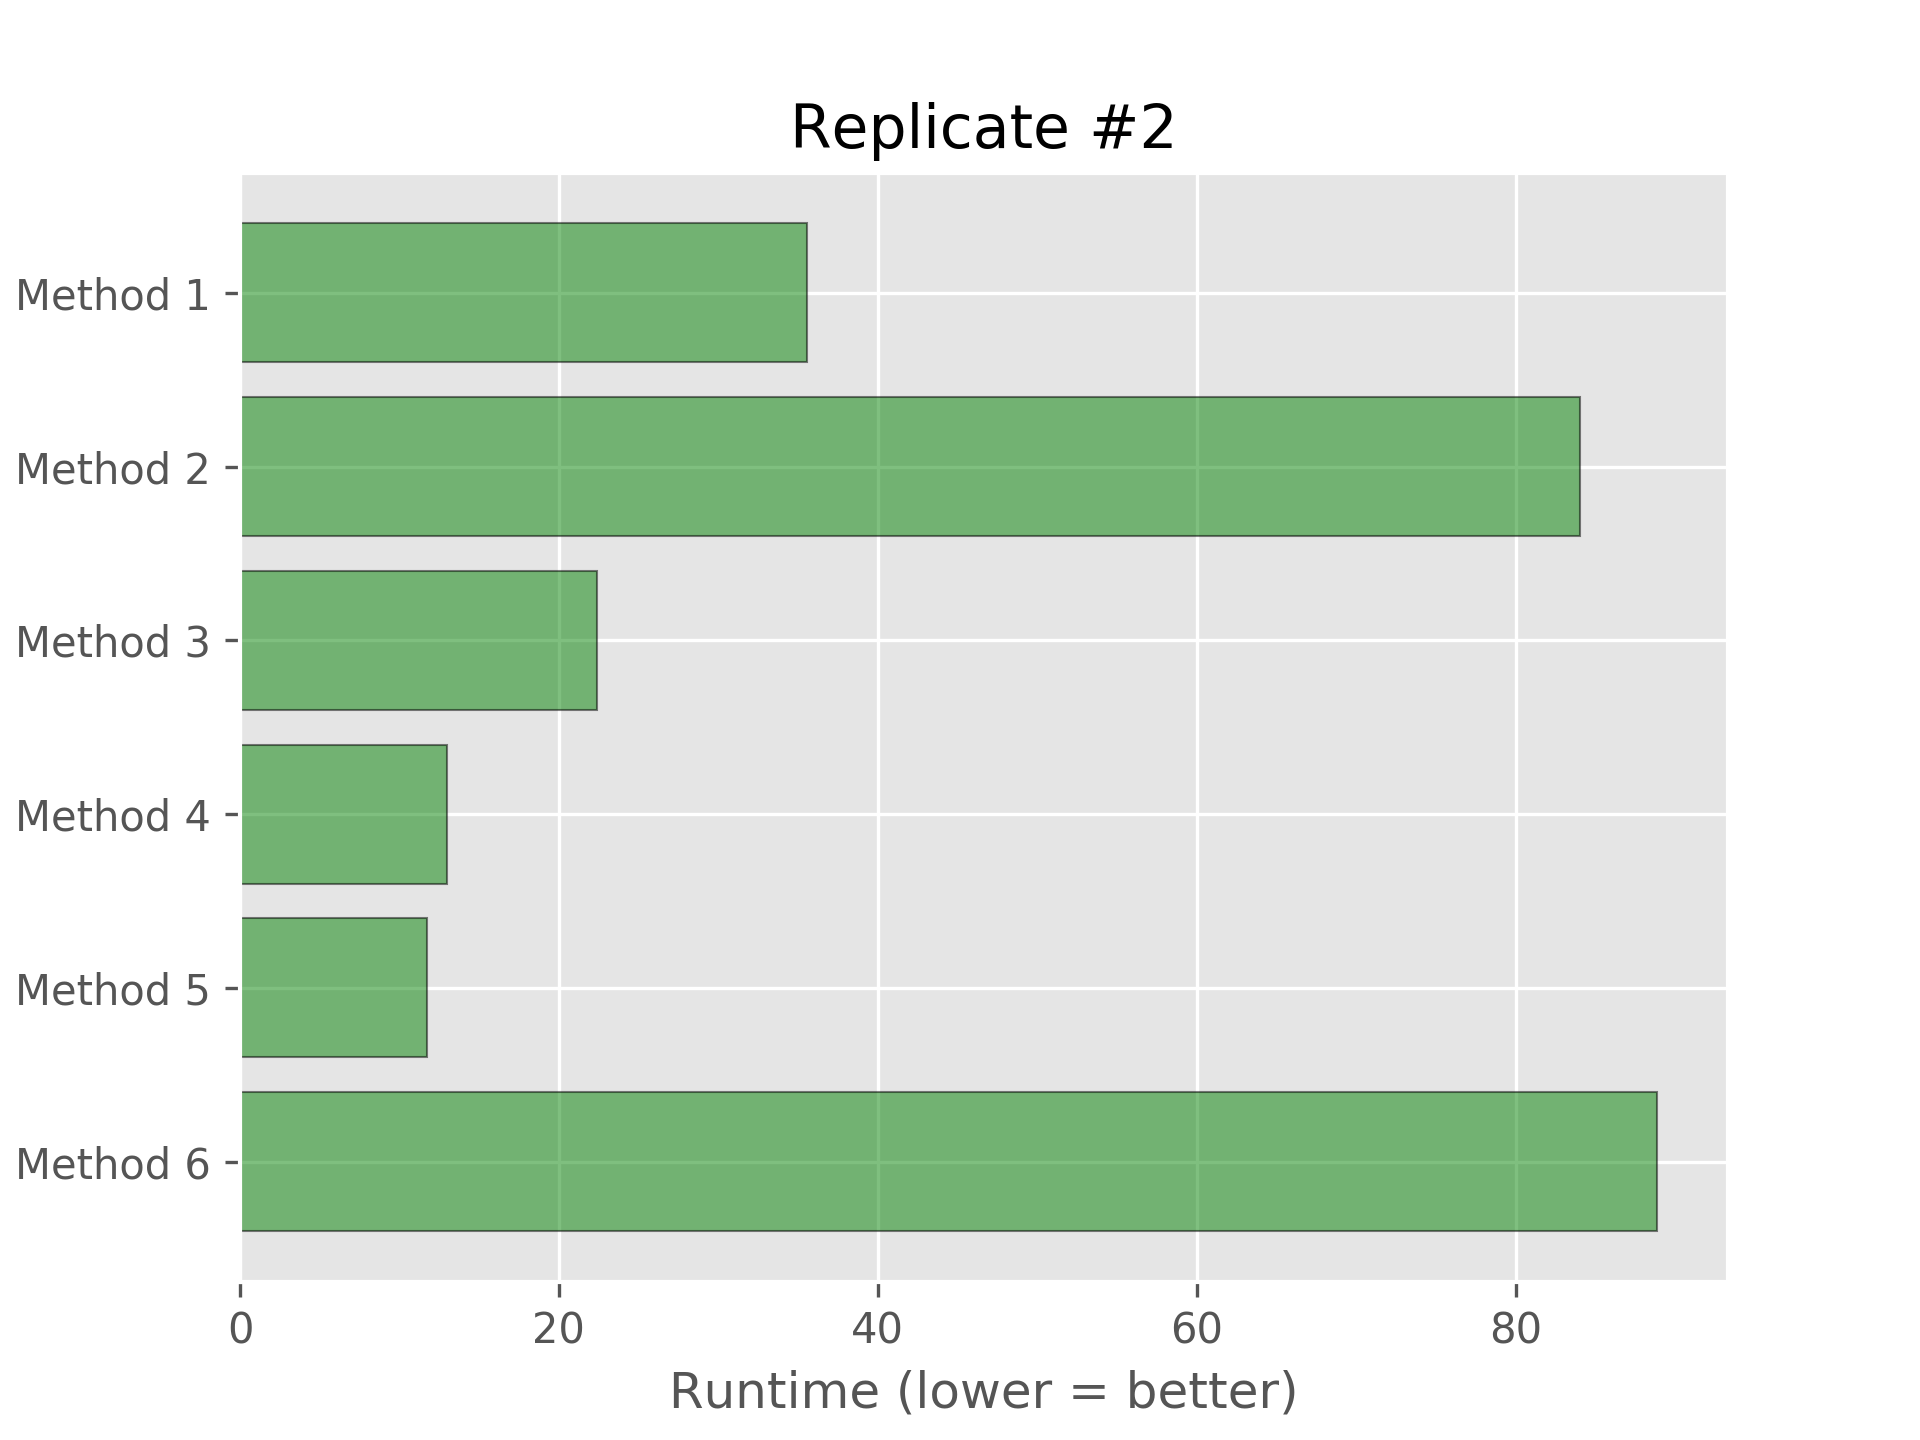 Replicate #2
Method 1
Method 2
Method 3
Method 4
Method 5
Method 6
0 20 40 60 80
Runtime (lower = better)